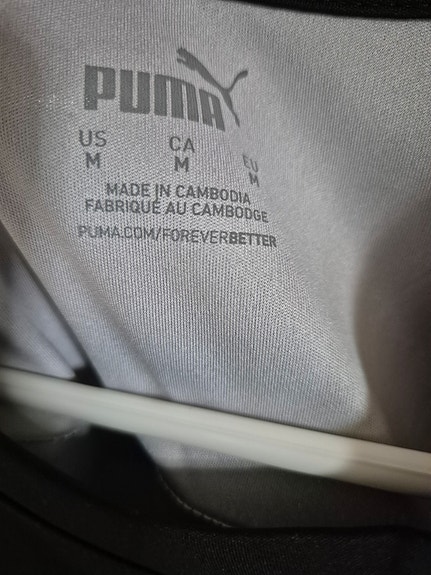 PUMA
US CA EU
M M M
MADE IN CAMBODIA
FABRIQUÉ AU CAMBODGE
PUMA.COM/FOREVERBETTER